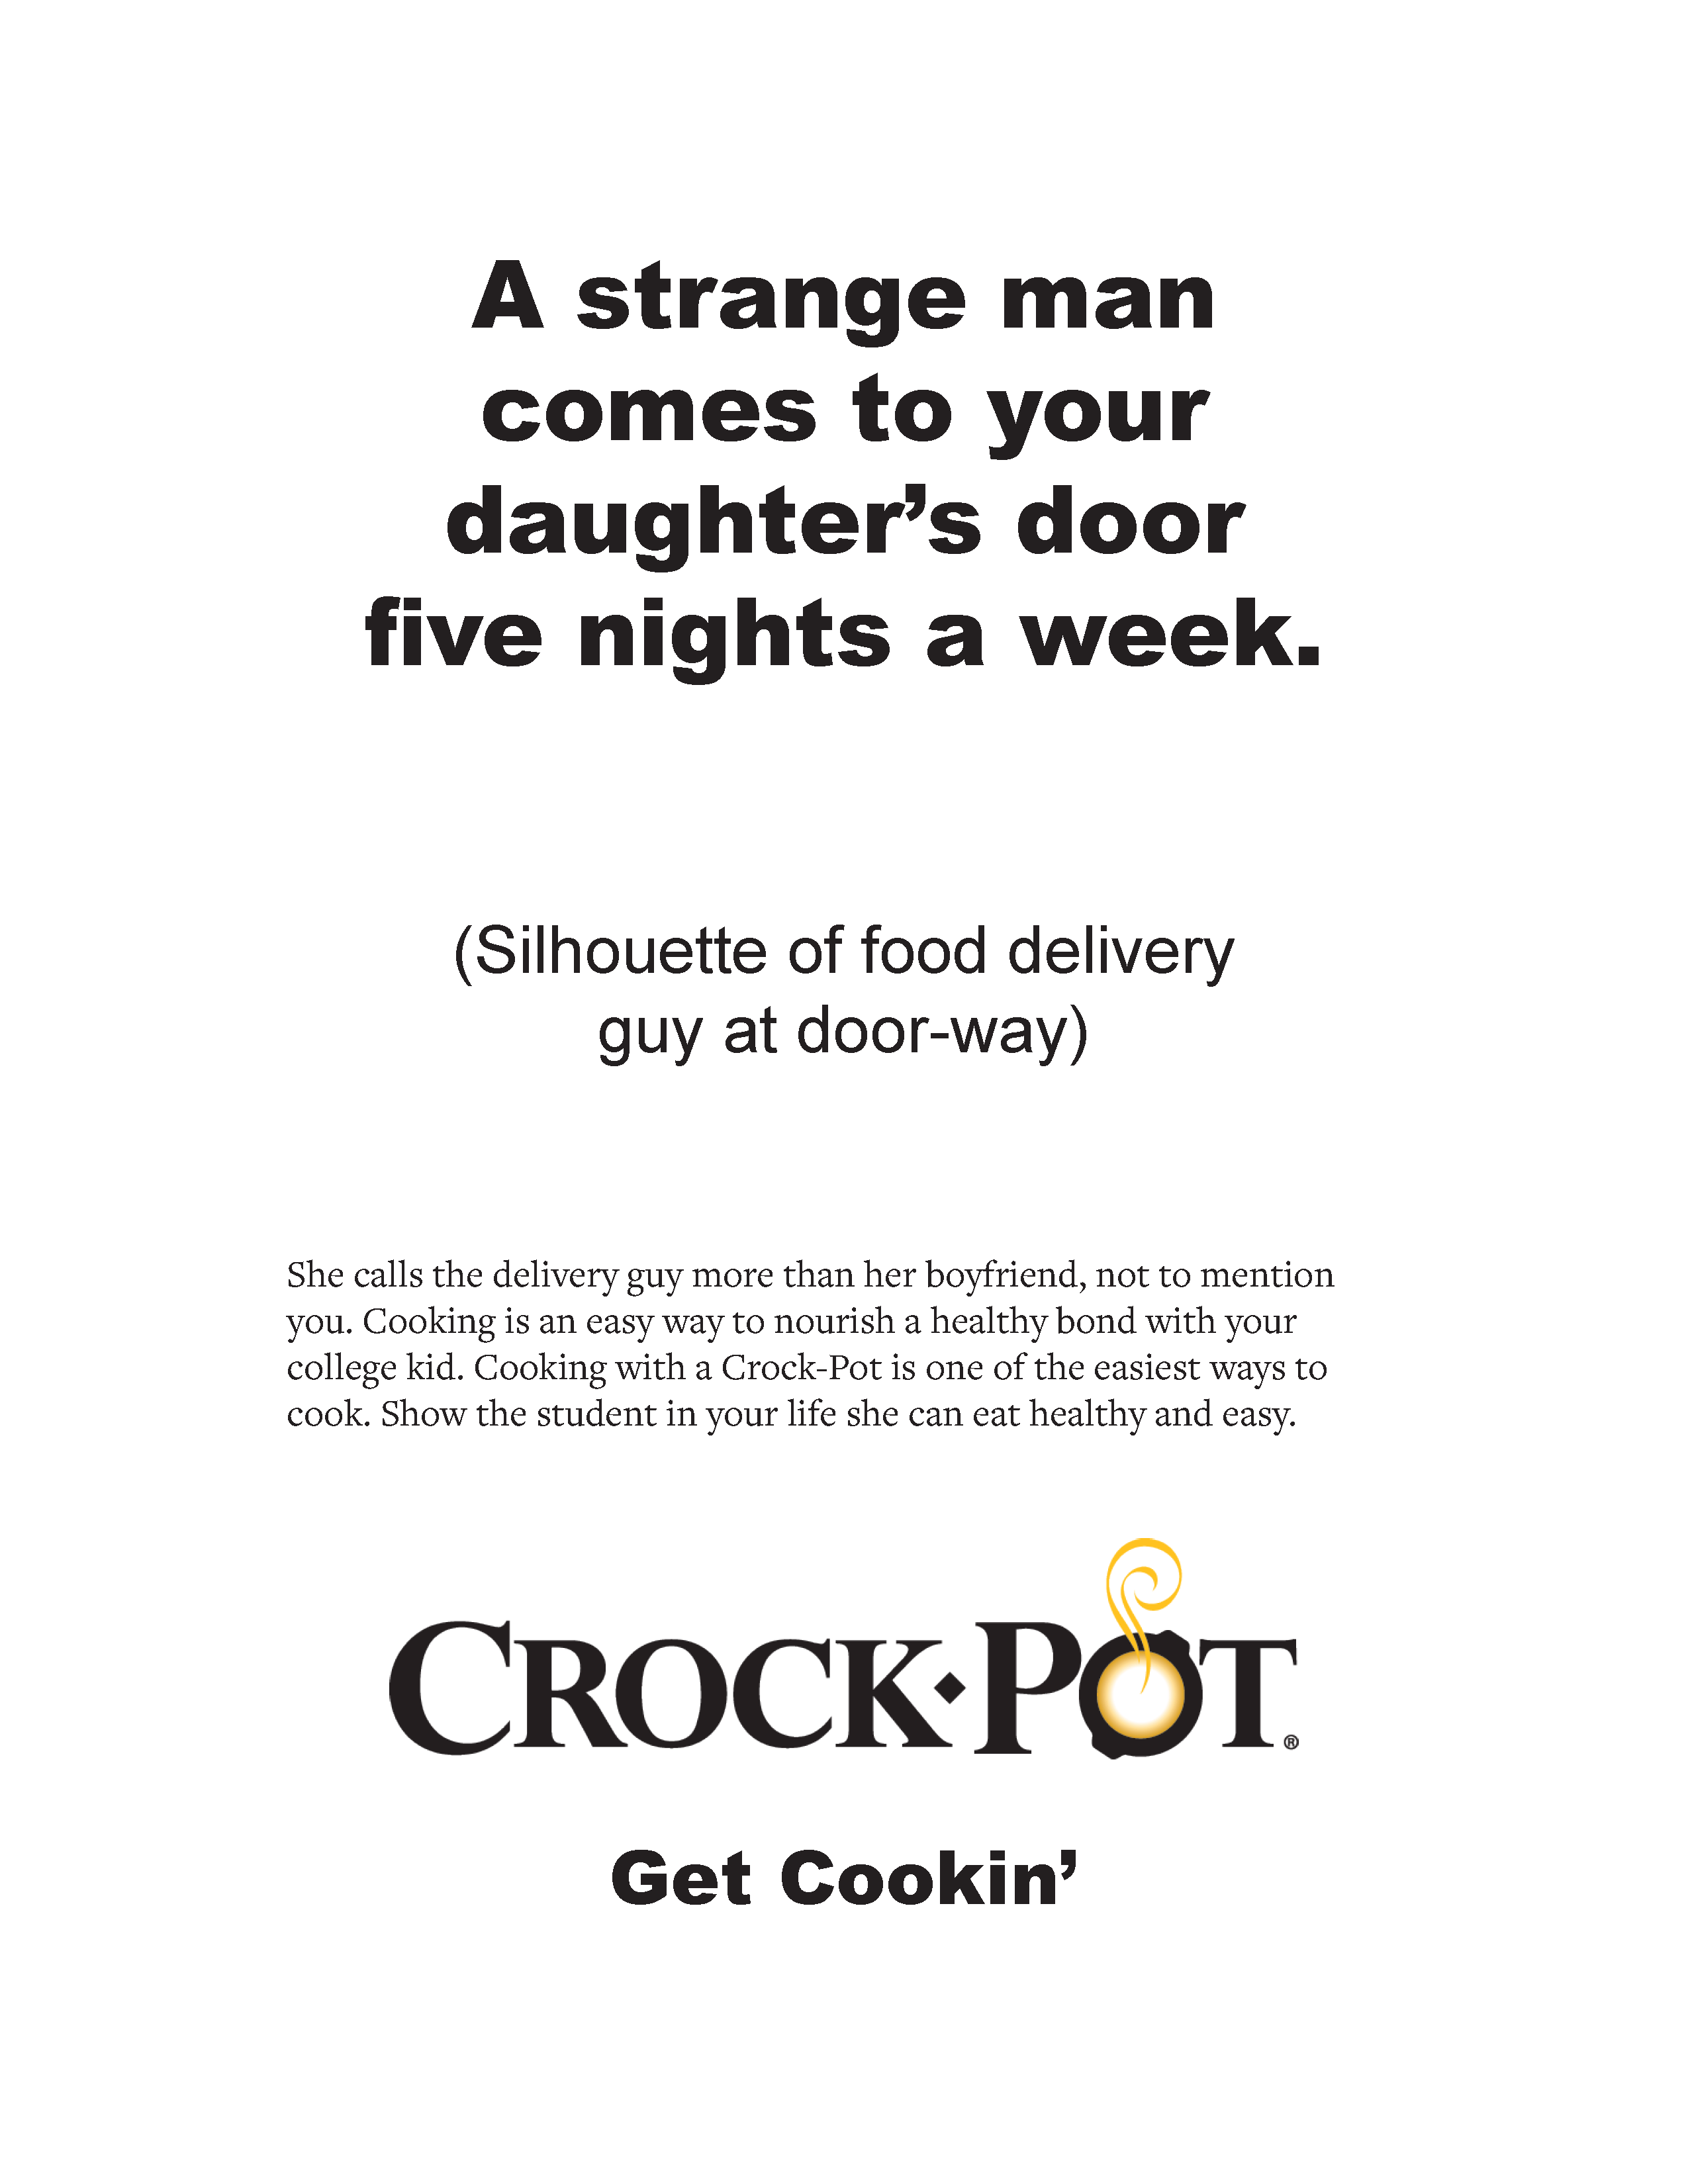 A strange man
comes to your
daughter’s door
five nights a week.
(Silhouette of food delivery
guy at door-way)
She calls the delivery guy more than her boyfriend, not to mention
you. Cooking is an easy way to nourish a healthy bond with your
college kid. Cooking with a Crock-Pot is one of the easiest ways to
cook. Show the student in your life she can eat healthy and easy.
CROCK·POT®
Get Cookin’